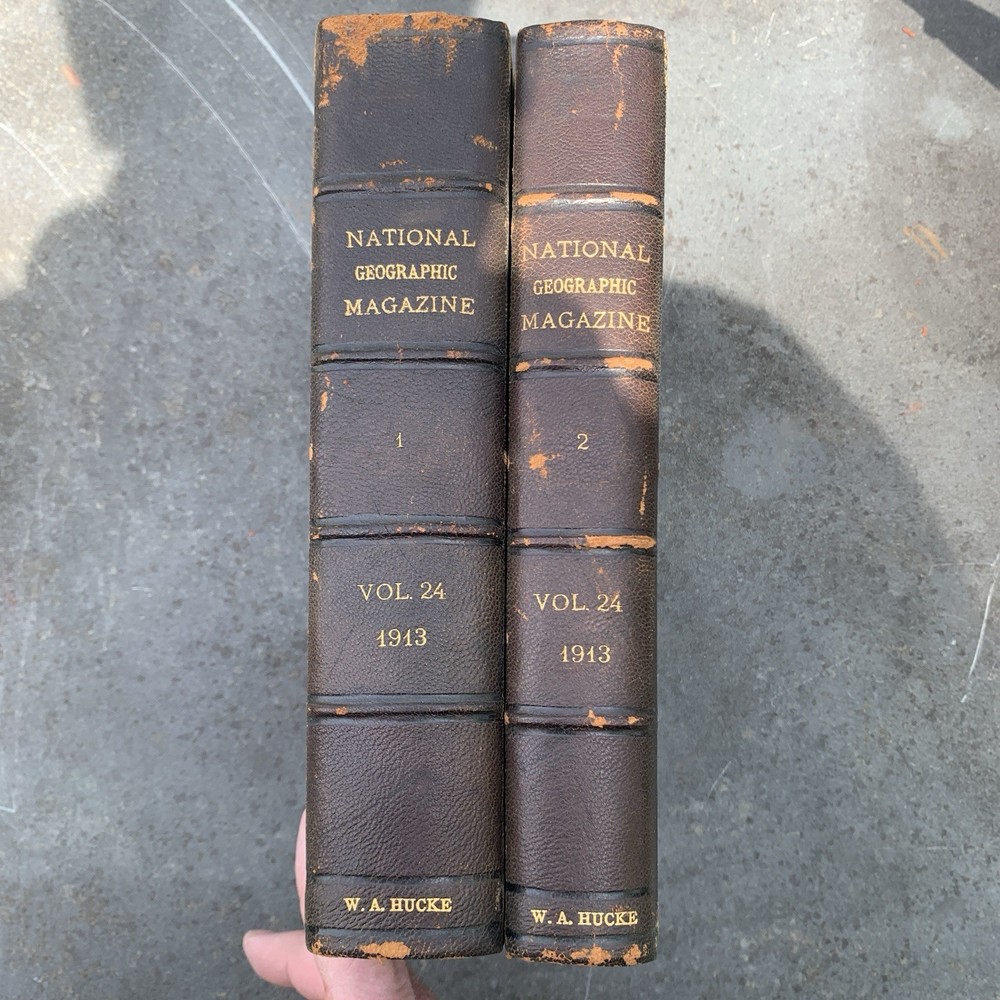 NATIONAL
GEOGRAPHIC
MAGAZINE
1
VOL. 24
1913
W. A. HUCKE
NATIONAL
GEOGRAPHIC
MAGAZINE
2
VOL. 24
1913
W. A. HUCKE